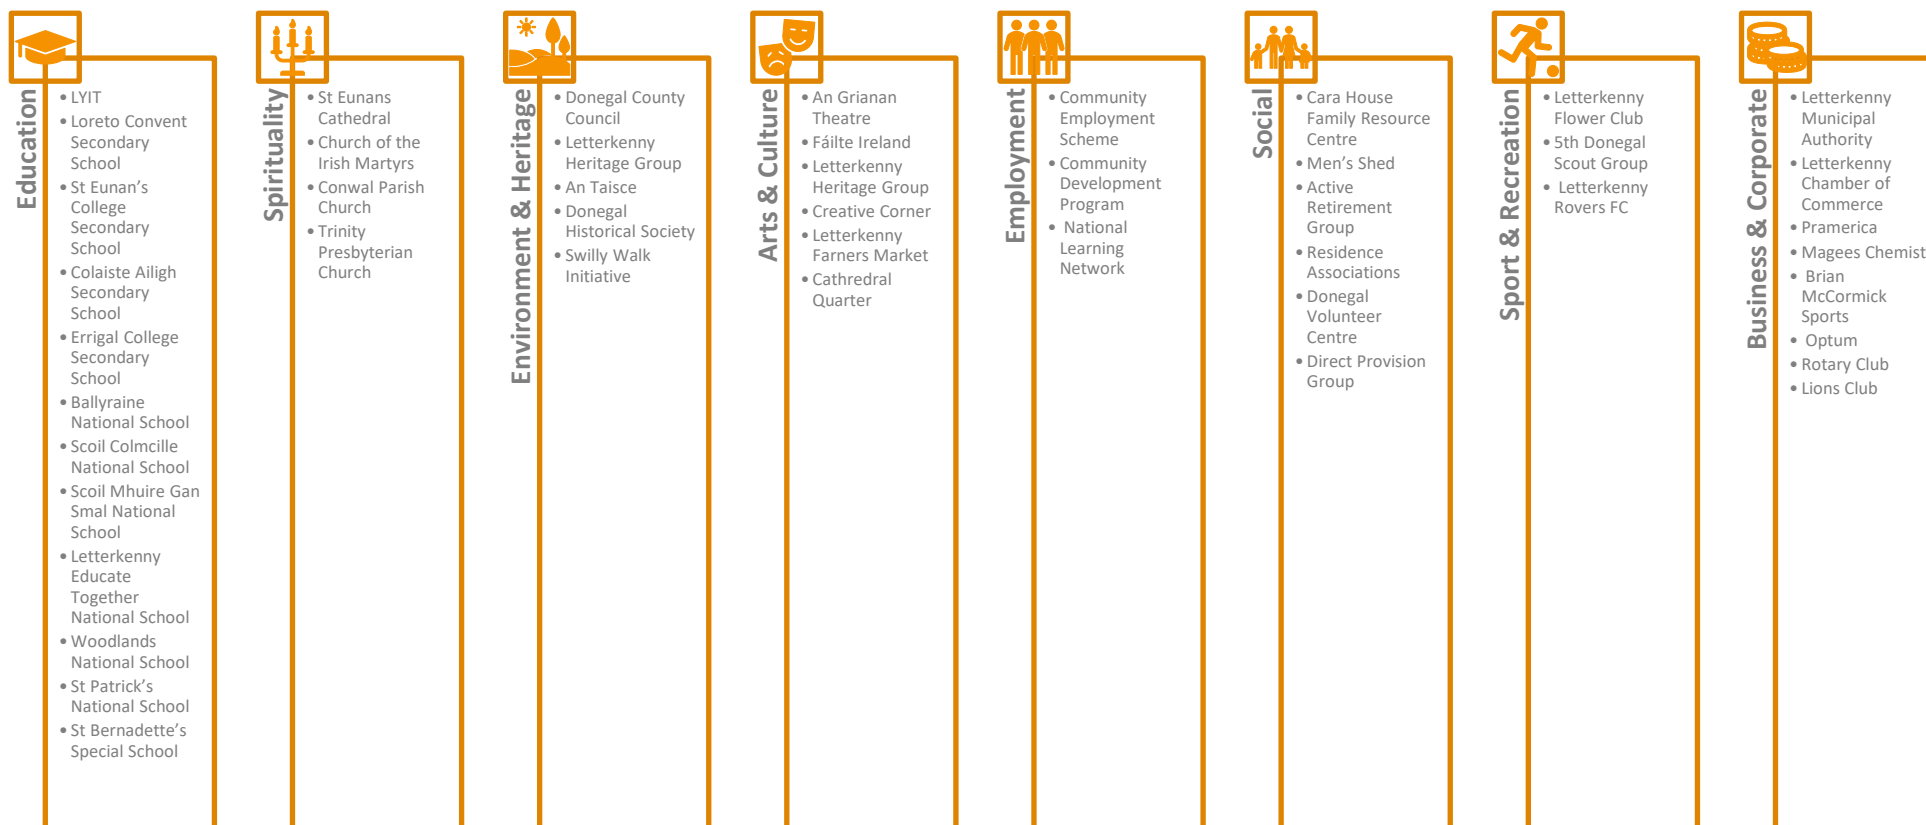 Education
• LYIT
• Loreto Convent
Secondary
School
• St Eunan’s
College
Secondary
School
• Colaiste Ailigh
Secondary
School
• Errigal College
Secondary
School
• Ballyraine
National School
• Scoil Colmcille
National School
• Scoil Mhuire Gan
Smal National
School
• Letterkenny
Educate
Together
National School
• Woodlands
National School
• St Patrick’s
National School
• St Bernadette’s
Special School
Spirituality
• St Eunans
Cathedral
• Church of the
Irish Martyrs
• Conwal Parish
Church
• Trinity
Presbyterian
Church
Environment & Heritage
• Donegal County
Council
• Letterkenny
Heritage Group
• An Taisce
• Donegal
Historical Society
• Swilly Walk
Initiative
Arts & Culture
• An Grianan
Theatre
• Fáilte Ireland
• Letterkenny
Heritage Group
• Creative Corner
• Letterkenny
Farners Market
• Cathredral
Quarter
Employment
• Community
Employment
Scheme
• Community
Development
Program
• National
Learning
Network
Social
• Cara House
Family Resource
Centre
• Men’s Shed
• Active
Retirement
Group
• Residence
Associations
• Donegal
Volunteer
Centre
• Direct Provision
Group
Sport & Recreation
• Letterkenny
Flower Club
• 5th Donegal
Scout Group
• Letterkenny
Rovers FC
Business & Corporate
• Letterkenny
Municipal
Authority
• Letterkenny
Chamber of
Commerce
• Pramerica
• Magees Chemist
• Brian
McCormick
Sports
• Optum
• Rotary Club
• Lions Club